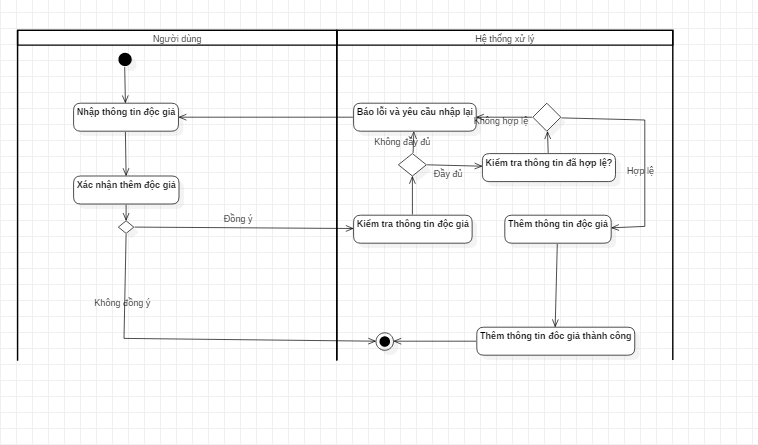 Người dùng
Hệ thống xử lý
Nhập thông tin độc giả
Báo lỗi và yêu cầu nhập lại
Không hợp lệ
Không đầy đủ
Kiểm tra thông tin đã hợp lệ?
Đầy đủ
Hợp lệ
Xác nhận thêm độc giả
Đồng ý
Kiểm tra thông tin độc giả
Thêm thông tin độc giả
Không đồng ý
Thêm thông tin đôc giả thành công